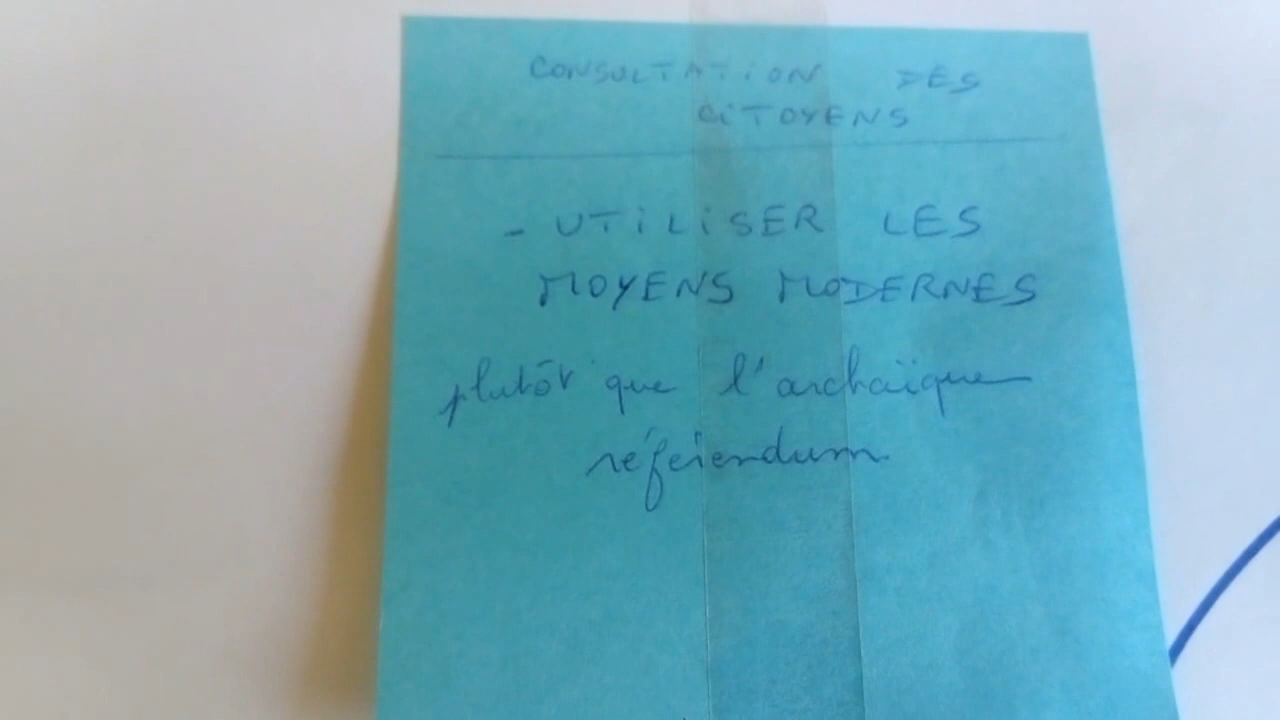 CONSULTATION DES
CITOYENS
- UTILISER LES
MOYENS MODERNES
plutôt que l'archaïque
référendum